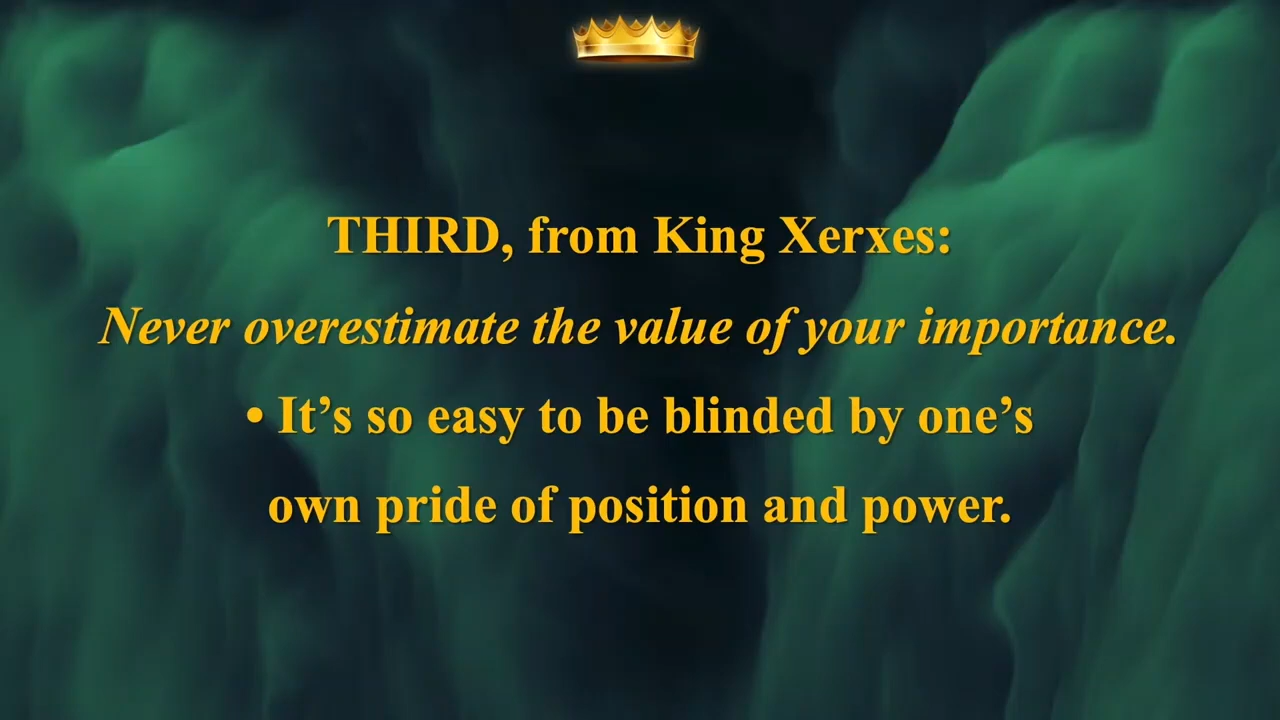 THIRD, from King Xerxes:
Never overestimate the value of your importance.
• It’s so easy to be blinded by one’s
own pride of position and power.